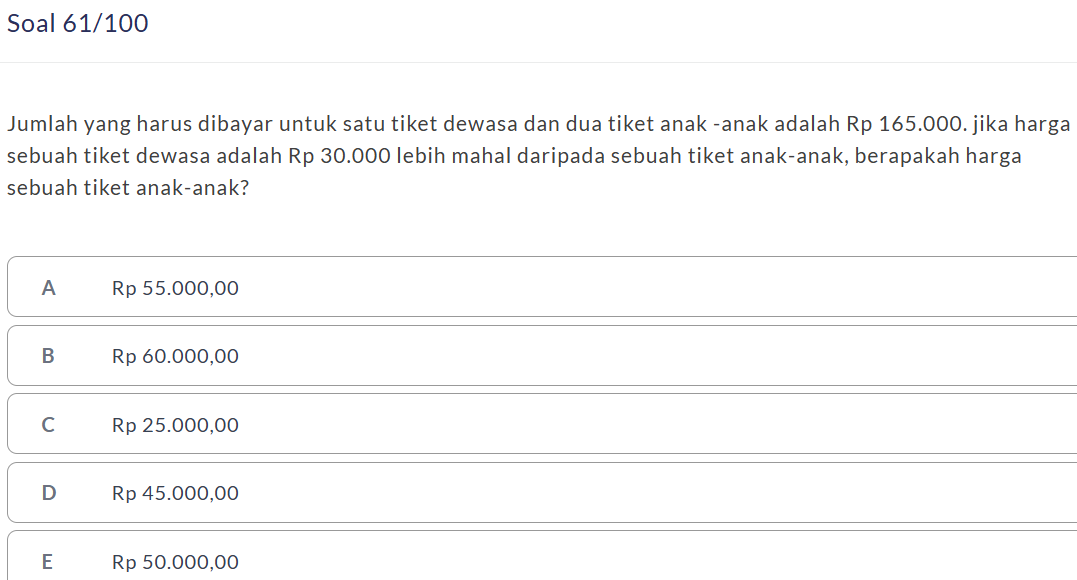 Soal 61/100
Jumlah yang harus dibayar untuk satu tiket dewasa dan dua tiket anak -anak adalah Rp 165.000. jika harga
sebuah tiket dewasa adalah Rp 30.000 lebih mahal daripada sebuah tiket anak-anak, berapakah harga
sebuah tiket anak-anak?
A Rp 55.000,00
B Rp 60.000,00
C Rp 25.000,00
D Rp 45.000,00
E Rp 50.000,00